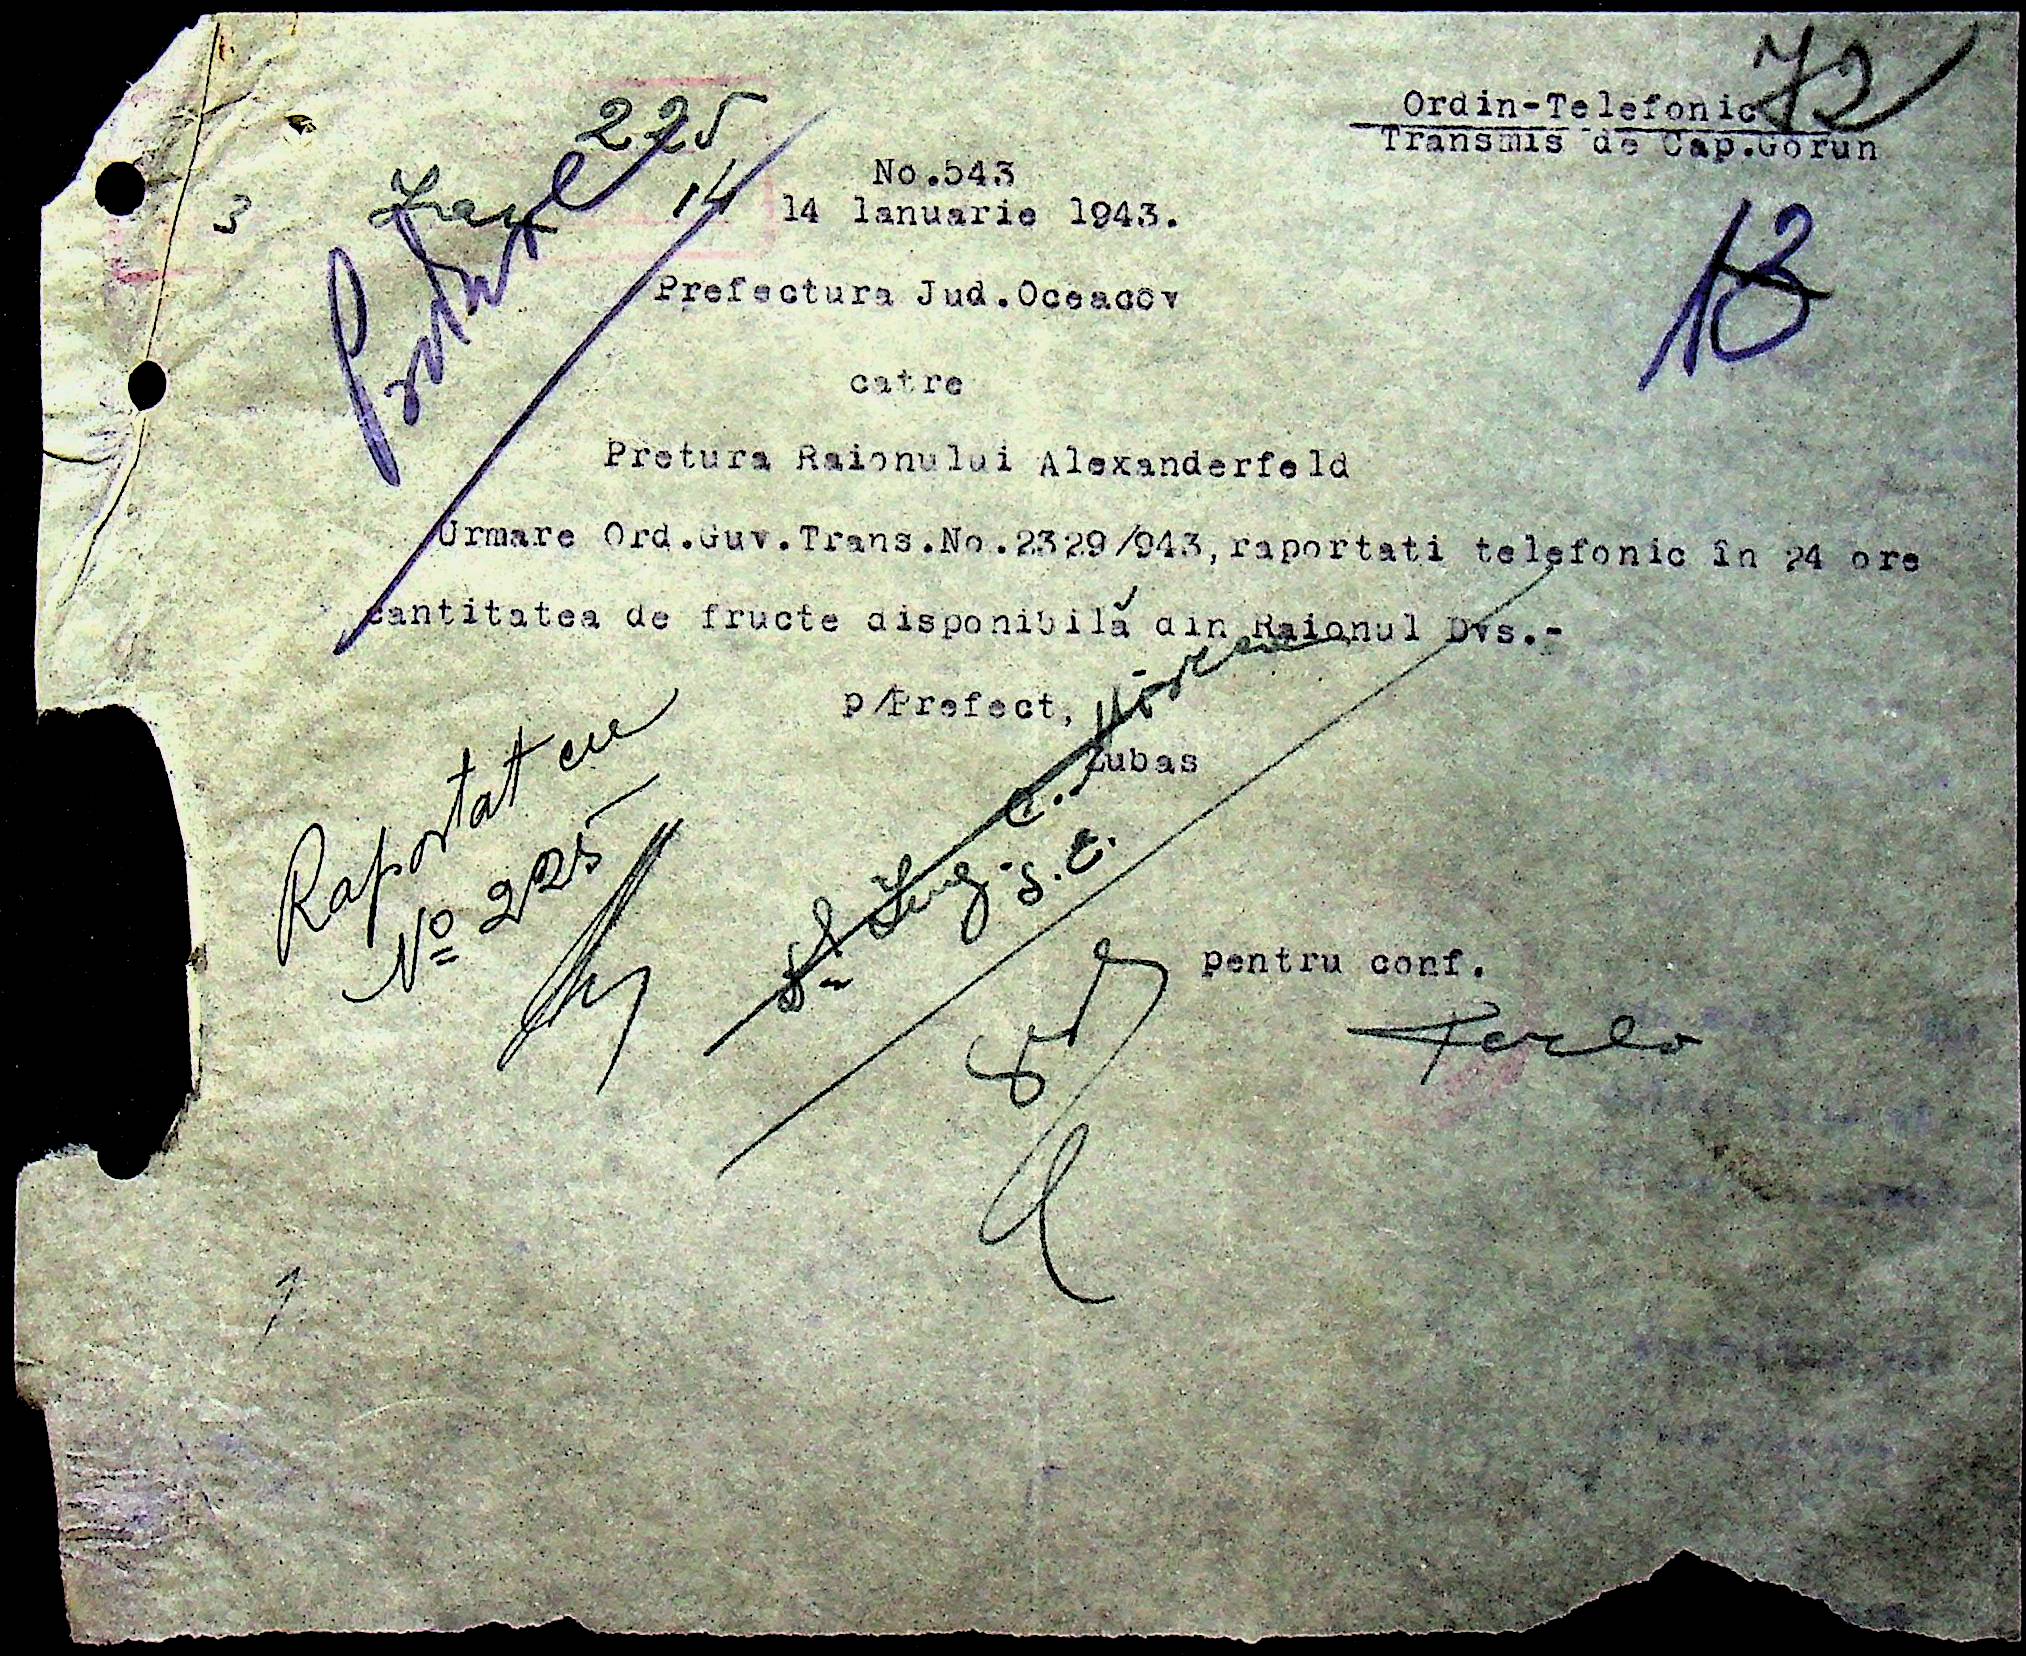 72
Ordin-Telefonic
Transmis de Cap.Gorun
225
No.543
3
14
14 Ianuarie 1943.
13
Prefectura Jud.Oceacov
catre
Pretura Raionului Alexanderfeld
Urmare Ord.Guv.Trans.No.2329/943,raportati telefonic în 24 ore
cantitatea de fructe disponibilă din Raionul Dvs.-
p/Prefect,
Zubas
Raportat cu
No 225
pentru conf.